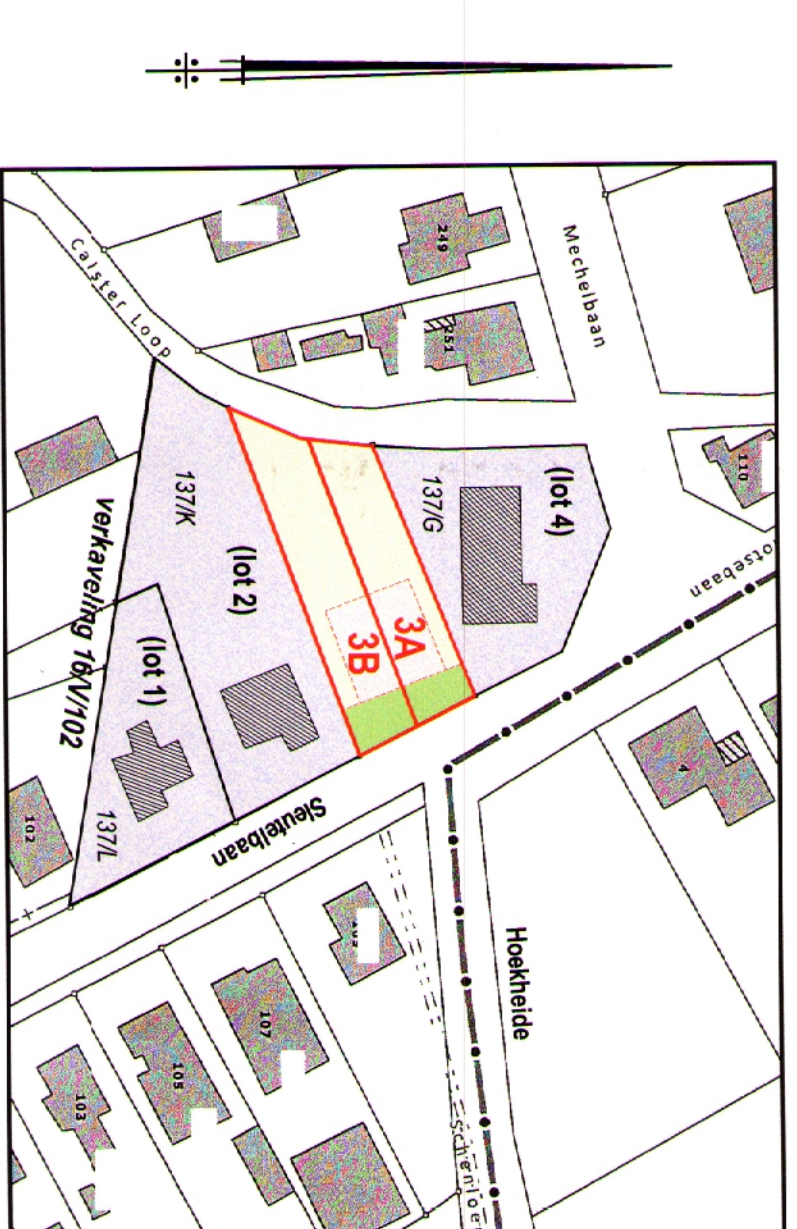 Mechelbaan
249
251
110
Calster Loop
(lot 4)
137/G
137/K
(lot 2)
3A
3B
verkaveling 16/V/102
(lot 1)
137/L
Sleutelbaan
102
4
Hoekheide
107
105
103